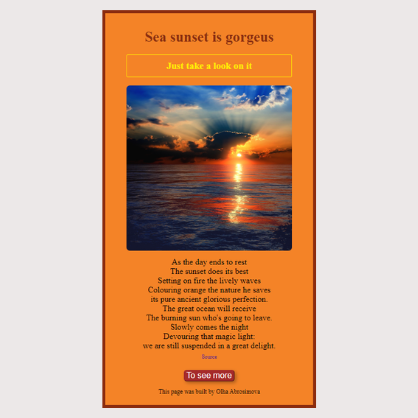 Sea sunset is gorgeus
Just take a look on it
As the day ends to rest
The sunset does its best
Setting on fire the lively waves
Colouring orange the nature he saves
its pure ancient glorious perfection.
The great ocean will receive
The burning sun who's going to leave.
Slowly comes the night
Devouring that magic light:
we are still suspended in a great delight.
Source
To see more
This page was built by Olha Abrosimova